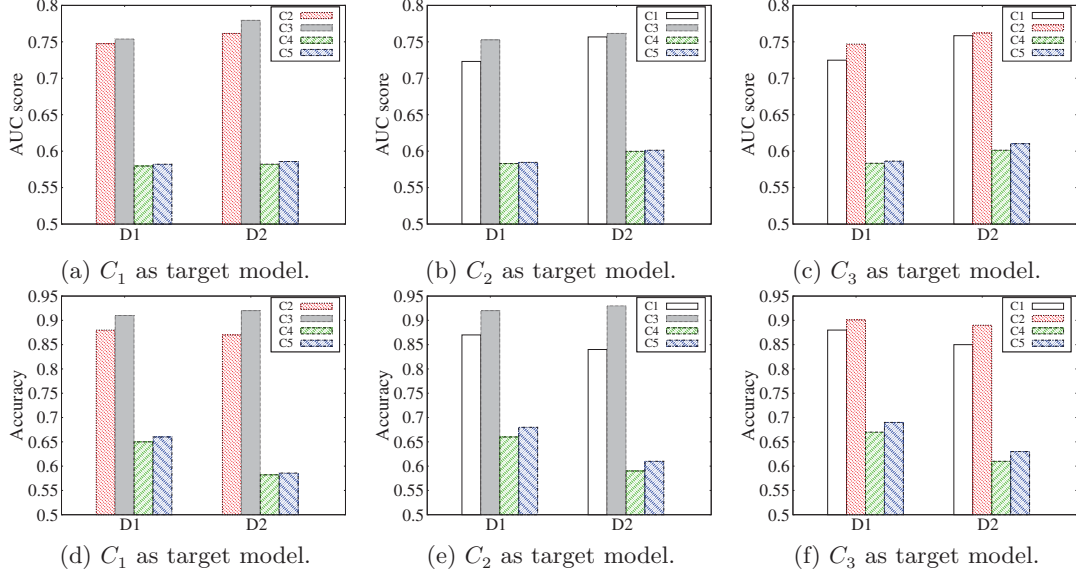 0.8
0.75
0.7
0.65
0.6
0.55
0.5
AUC score
D1 D2
C2
C3
C4
C5
(a) C1 as target model.
0.8
0.75
0.7
0.65
0.6
0.55
0.5
AUC score
D1 D2
C1
C3
C4
C5
(b) C2 as target model.
0.8
0.75
0.7
0.65
0.6
0.55
0.5
AUC score
D1 D2
C1
C2
C4
C5
(c) C3 as target model.
0.95
0.9
0.85
0.8
0.75
0.7
0.65
0.6
0.55
0.5
Accuracy
D1 D2
C2
C3
C4
C5
(d) C1 as target model.
0.95
0.9
0.85
0.8
0.75
0.7
0.65
0.6
0.55
0.5
Accuracy
D1 D2
C1
C3
C4
C5
(e) C2 as target model.
0.95
0.9
0.85
0.8
0.75
0.7
0.65
0.6
0.55
0.5
Accuracy
D1 D2
C1
C2
C4
C5
(f) C3 as target model.